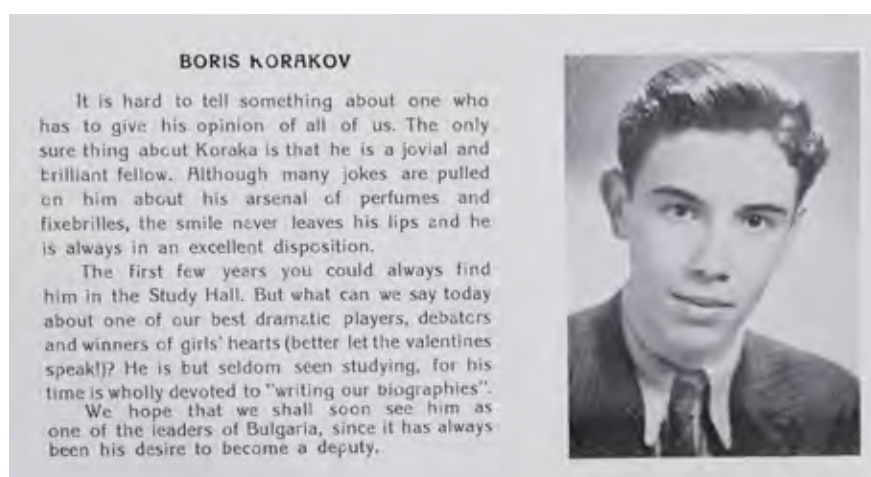 BORIS KORAKOV
It is hard to tell something about one who
has to give his opinion of all of us. The only
sure thing about Koraka is that he is a jovial and
brilliant fellow. Although many jokes are pulled
on him about his arsenal of perfumes and
fixebrilles, the smile never leaves his lips and he
is always in an excellent disposition.
The first few years you could always find
him in the Study Hall. But what can we say today
about one of our best dramatic players, debators
and winners of girls' hearts (better let the valentines
speak!)? He is but seldom seen studying, for his
time is wholly devoted to "writing our biographies".
We hope that we shall soon see him as
one of the leaders of Bulgaria, since it has always
been his desire to become a deputy.